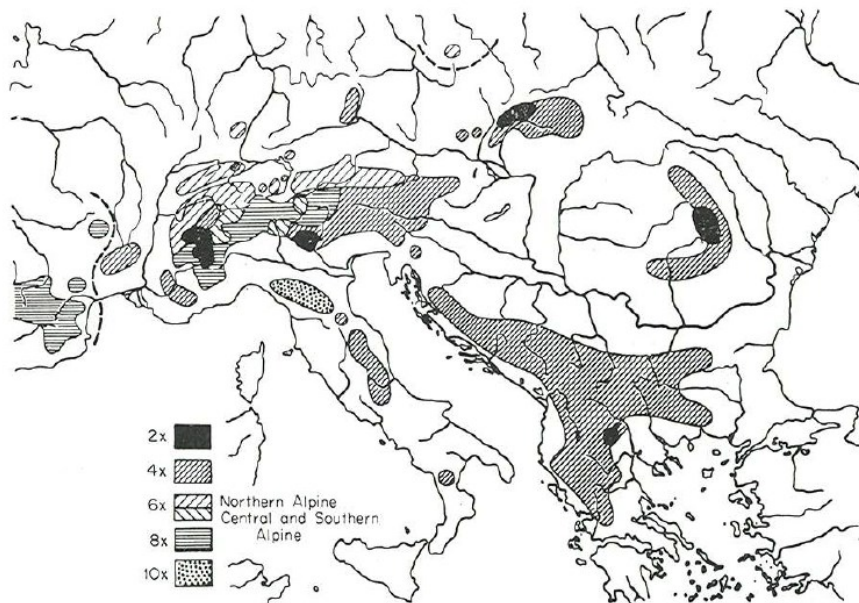 2x
4x
6x Northern Alpine
Central and Southern
Alpine
8x
10x